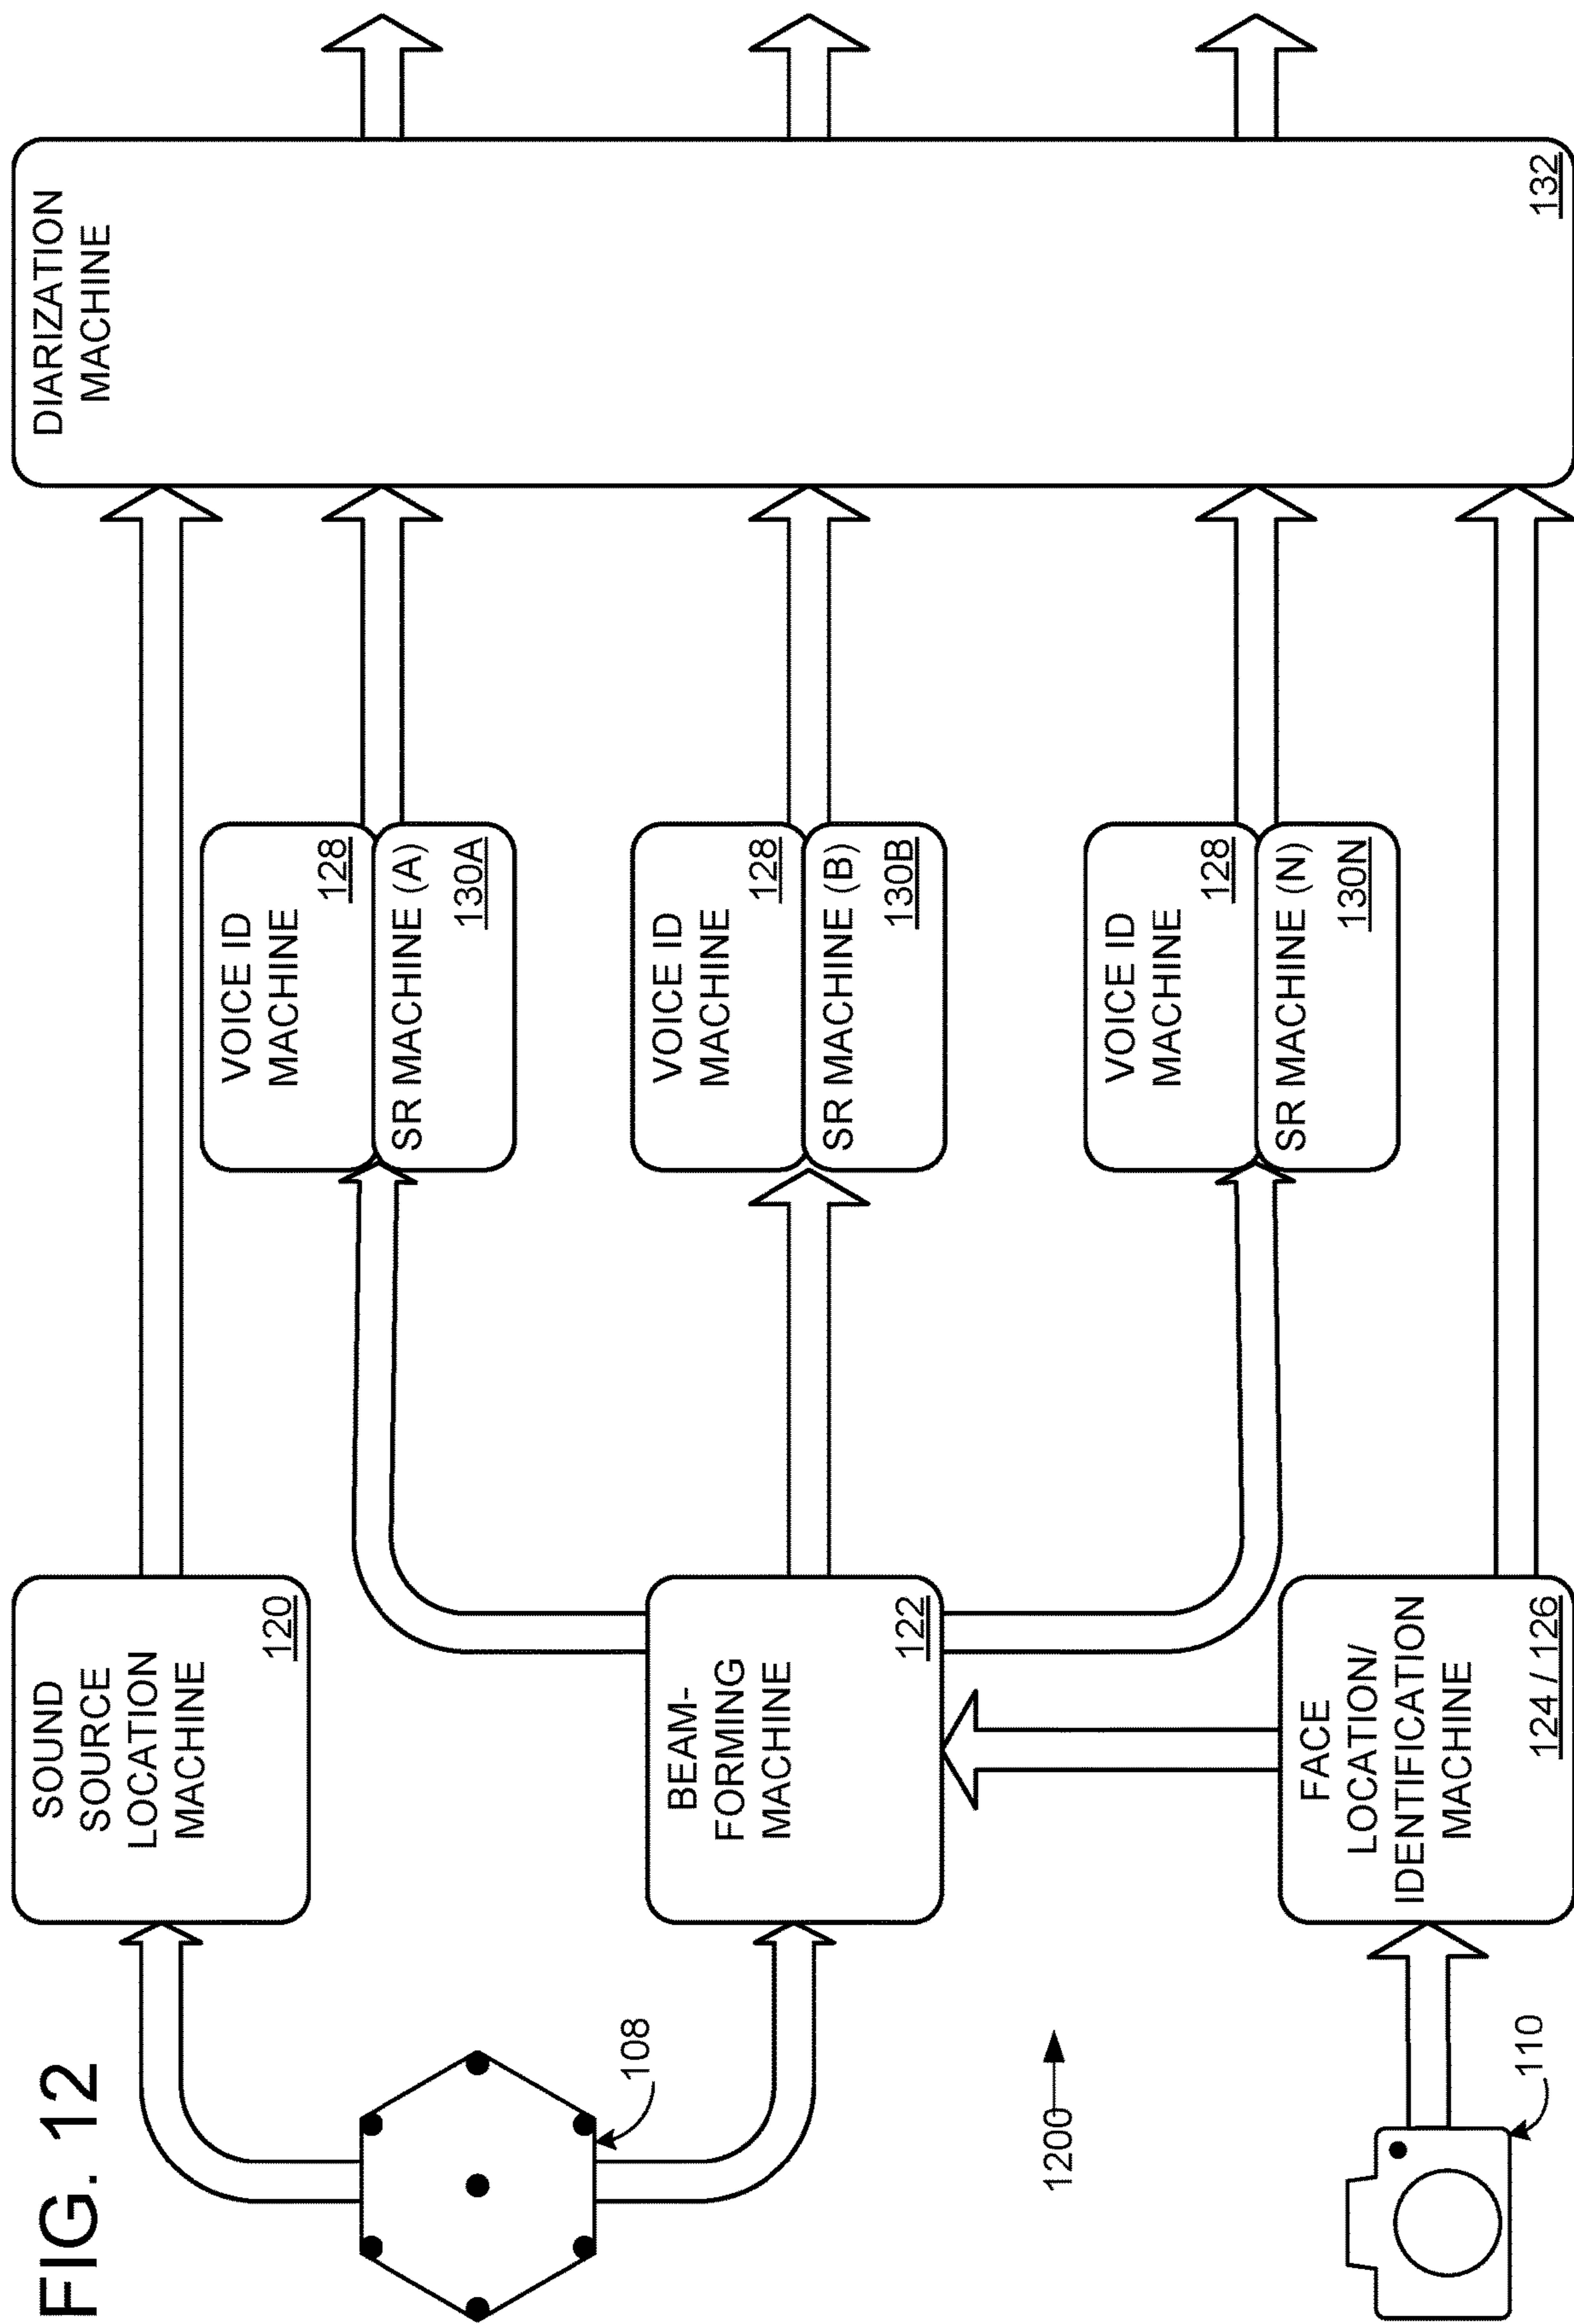 FIG. 12
SOUND
SOURCE
LOCATION
MACHINE
120
108
BEAM-
FORMING
MACHINE
122
1200
110
FACE
LOCATION/
IDENTIFICATION
MACHINE
124 / 126
VOICE ID
MACHINE
128
SR MACHINE (A)
130A
VOICE ID
MACHINE
128
SR MACHINE (B)
130B
VOICE ID
MACHINE
128
SR MACHINE (N)
130N
DIARIZATION
MACHINE
132